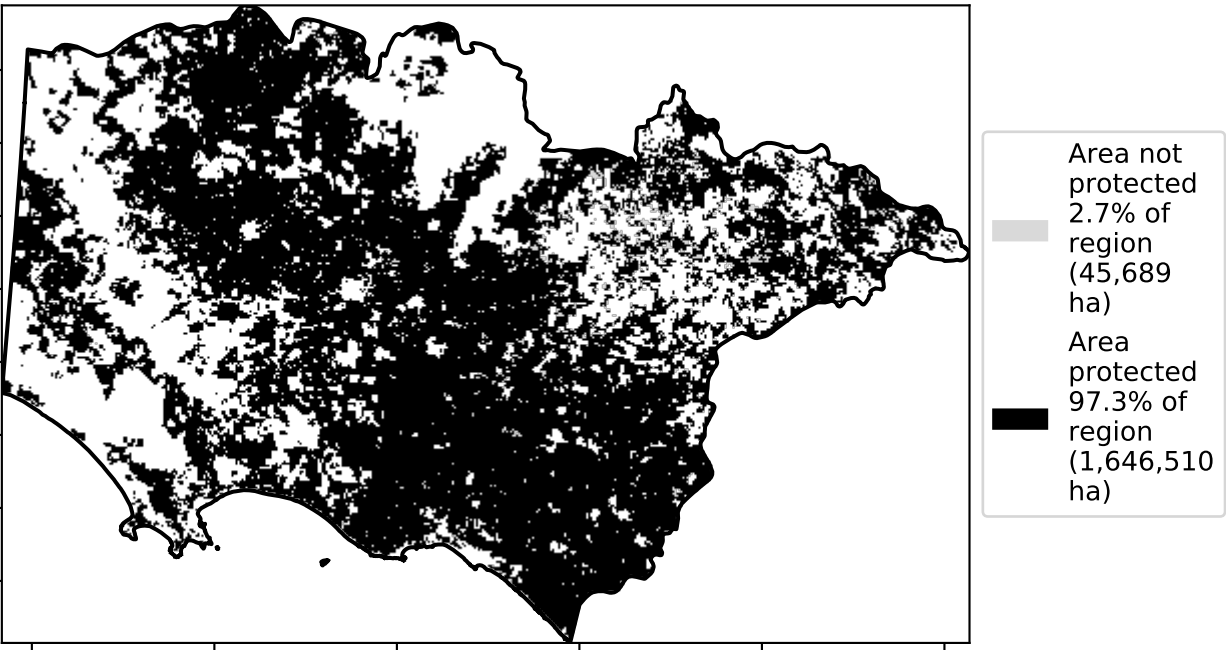 Area not
protected
2.7% of
region
(45,689
ha)
Area
protected
97.3% of
region
(1,646,510
ha)